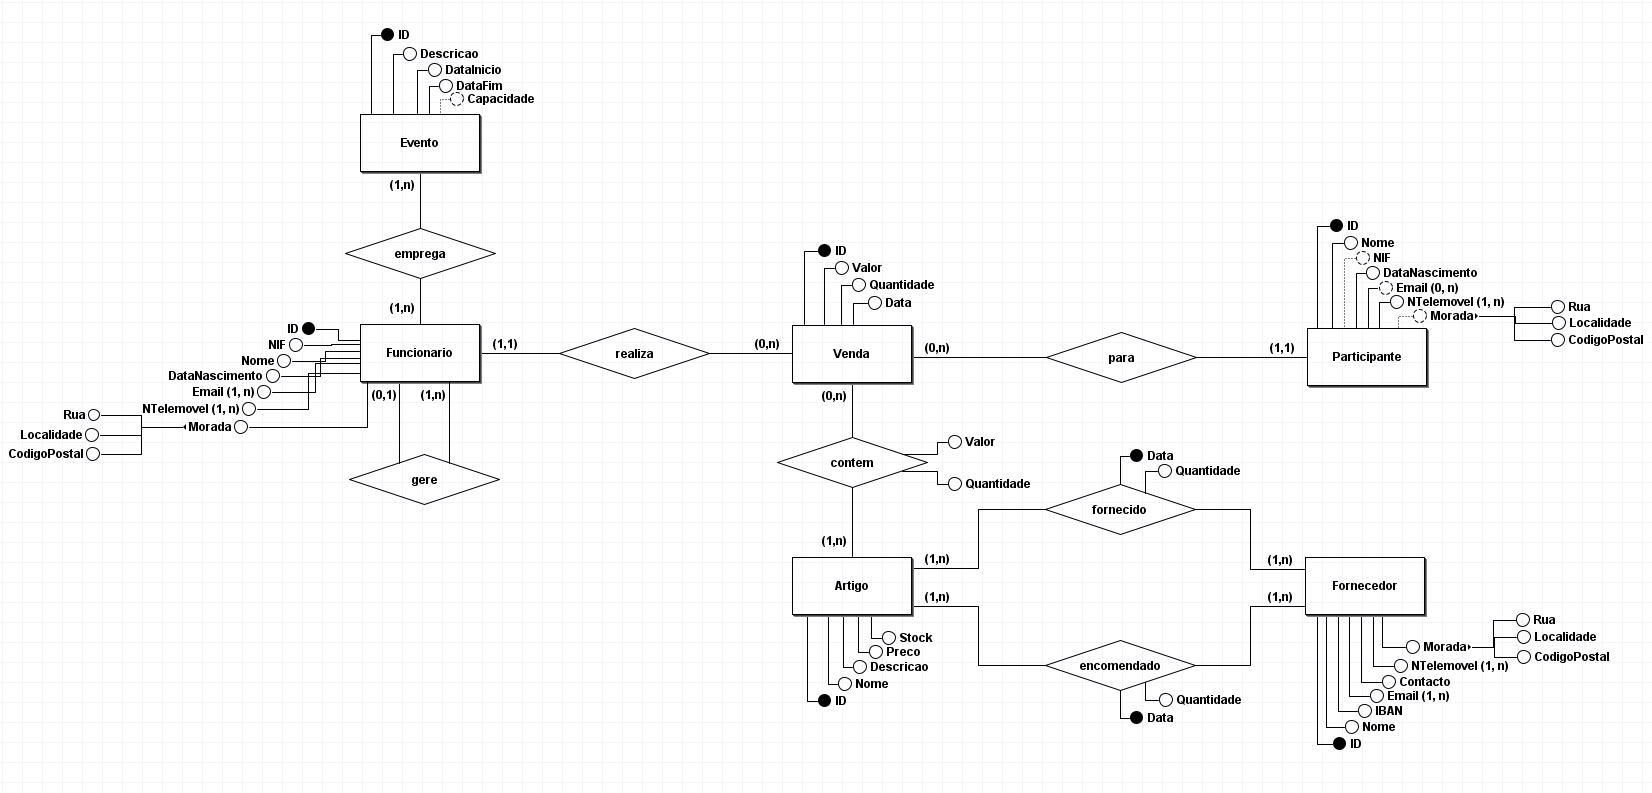 ID
Descricao
DataInicio
DataFim
Capacidade
Evento
(1,n)
emprega
(1,n)
ID
NIF
Nome
DataNascimento
Email (1, n)
NTelemovel (1, n)
Morada
Rua
Localidade
CodigoPostal
Funcionario
(0,1)
(1,n)
gere
(1,1)
realiza
(0,n)
ID
Valor
Quantidade
Data
Venda
(0,n)
para
(1,1)
ID
Nome
NIF
DataNascimento
Email (0, n)
NTelemovel (1, n)
Morada
Rua
Localidade
CodigoPostal
Participante
(0,n)
contem
Valor
Quantidade
(1,n)
Artigo
Stock
Preco
Descricao
Nome
ID
(1,n)
Data
Quantidade
fornecido
(1,n)
(1,n)
encomendado
Quantidade
Data
(1,n)
Fornecedor
Morada
Rua
Localidade
CodigoPostal
NTelemovel (1, n)
Contacto
Email (1, n)
IBAN
Nome
ID